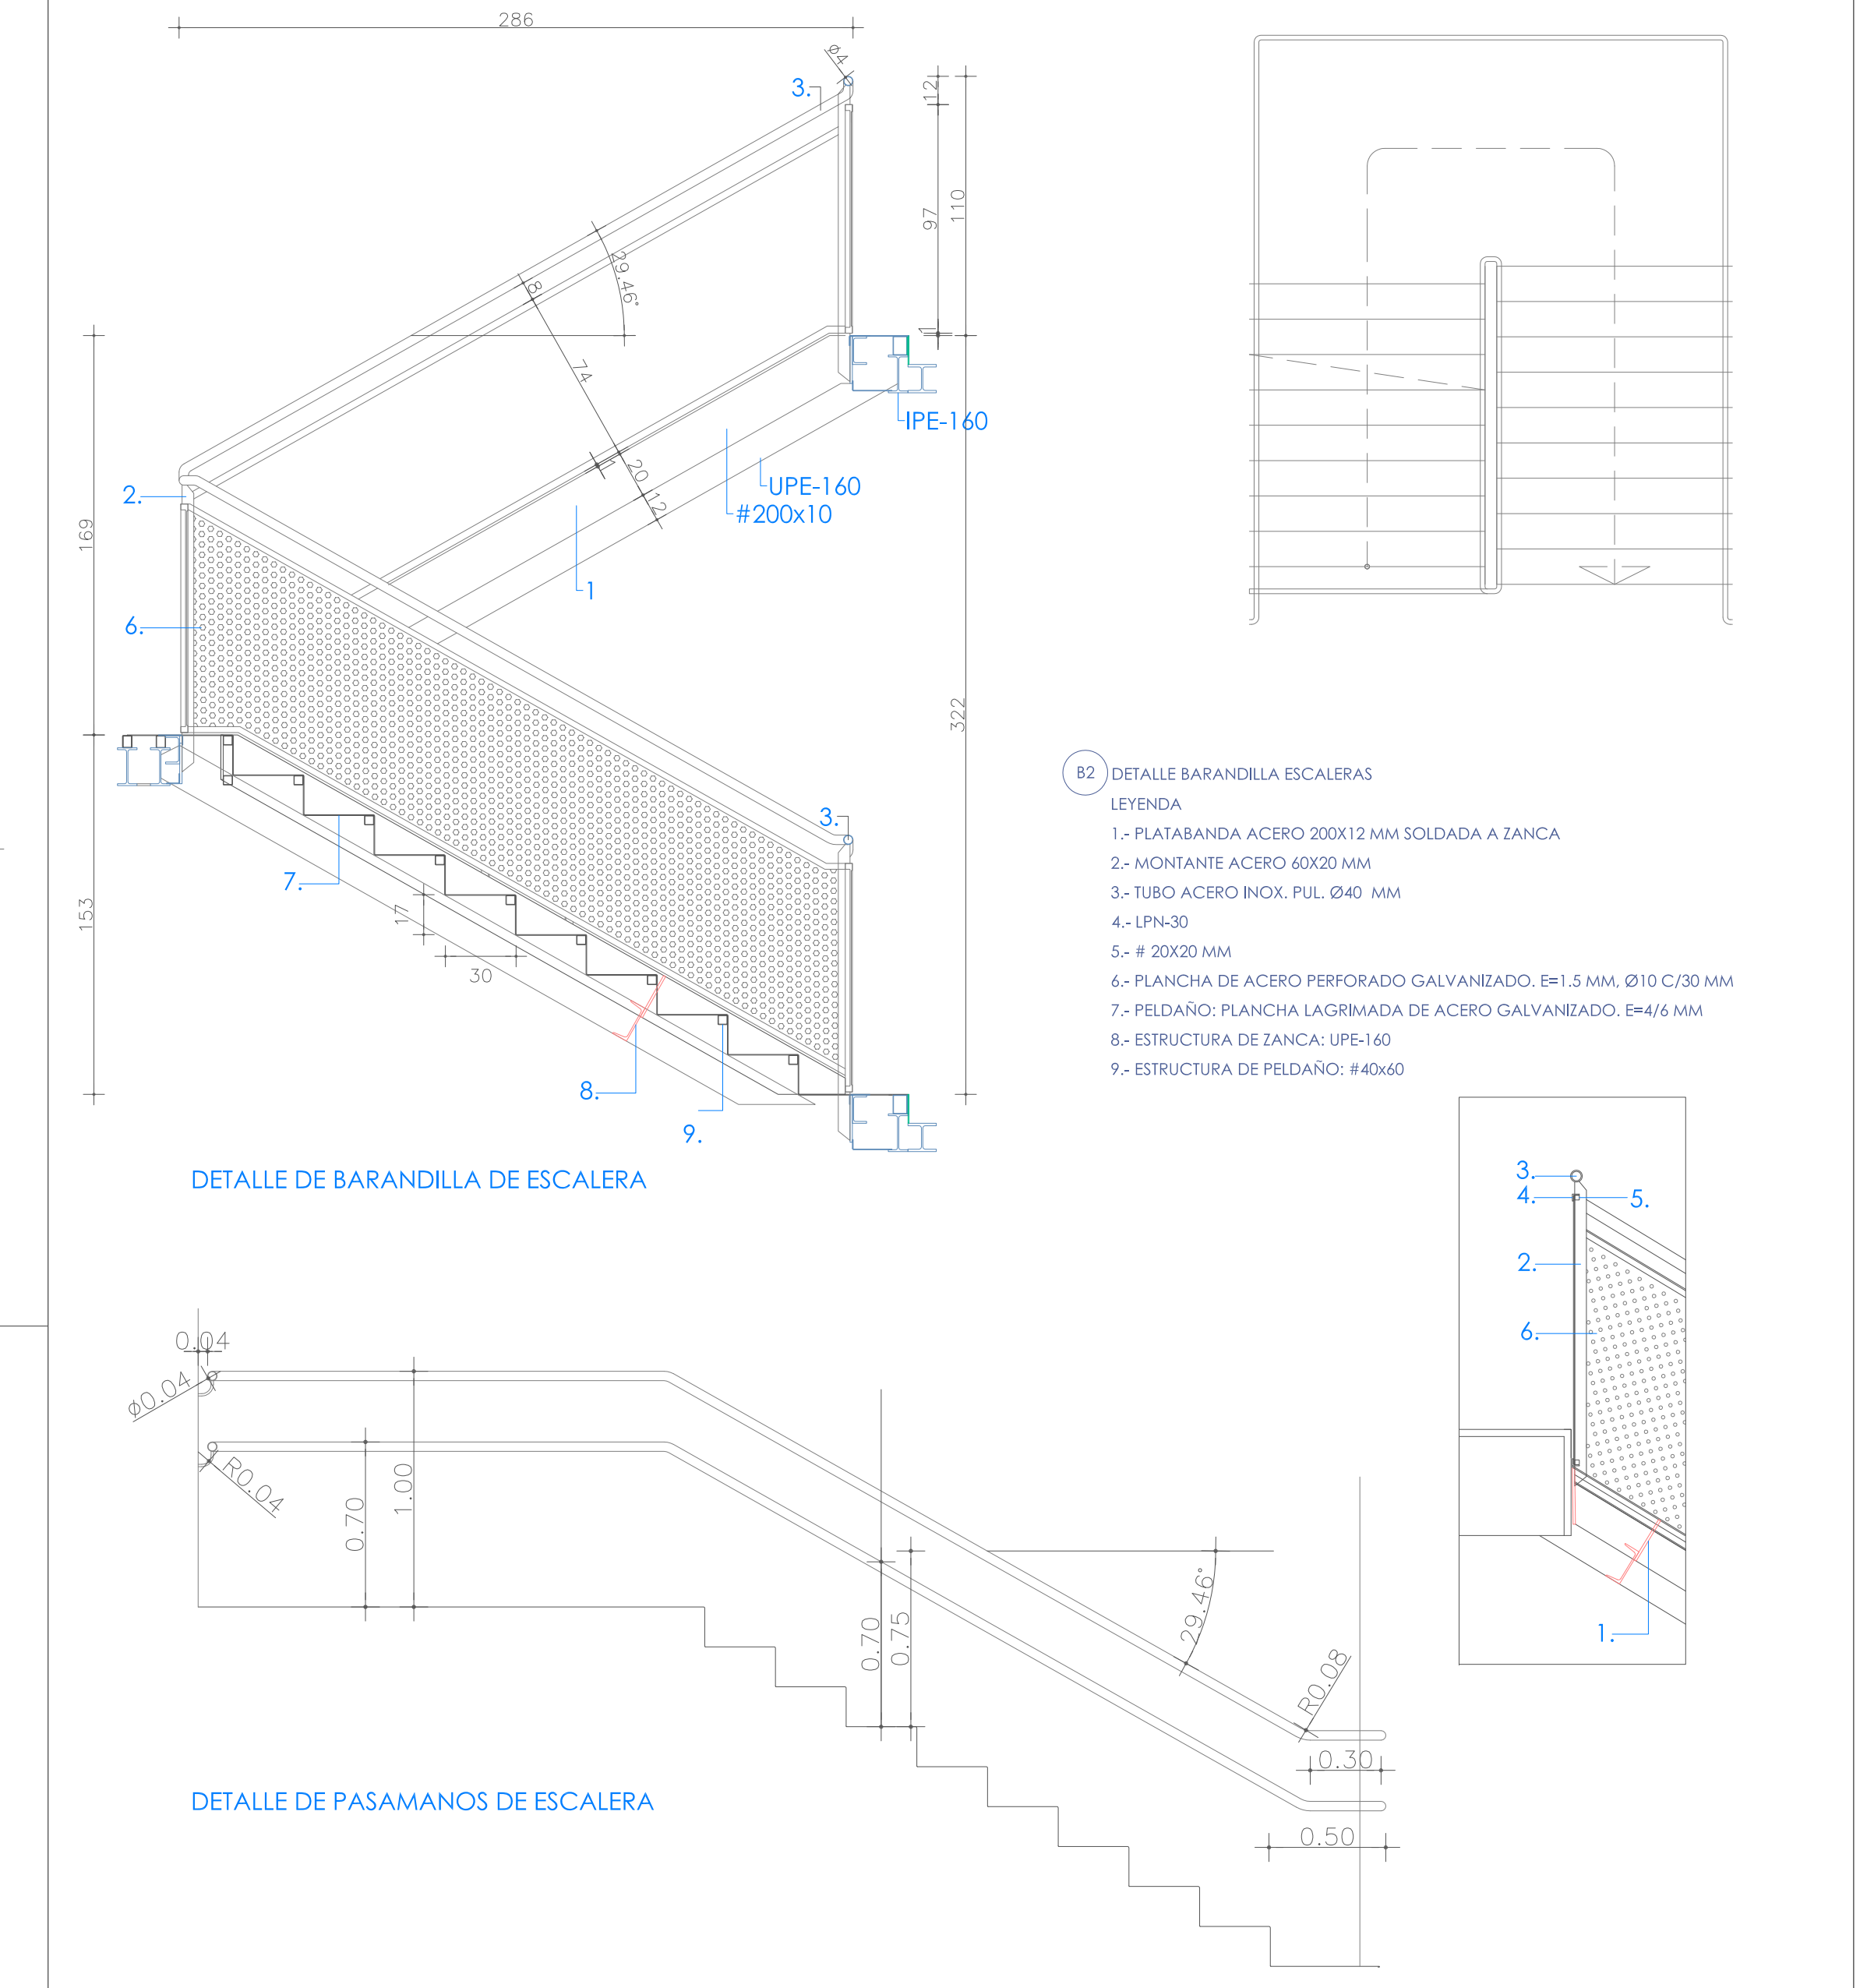 286
Ø4
3.
12
97
110
29.46°
8
74
1
IPE-160
20
12
1
UPE-160
#200x10
2.
169
1
6.
322
3.
7.
17
30
153
8.
9.
DETALLE DE BARANDILLA DE ESCALERA
B2
DETALLE BARANDILLA ESCALERAS
LEYENDA
1.- PLATABANDA ACERO 200X12 MM SOLDADA A ZANCA
2.- MONTANTE ACERO 60X20 MM
3.- TUBO ACERO INOX. PUL. Ø40 MM
4.- LPN-30
5.- # 20X20 MM
6.- PLANCHA DE ACERO PERFORADO GALVANIZADO. E=1.5 MM, Ø10 C/30 MM
7.- PELDAÑO: PLANCHA LAGRIMADA DE ACERO GALVANIZADO. E=4/6 MM
8.- ESTRUCTURA DE ZANCA: UPE-160
9.- ESTRUCTURA DE PELDAÑO: #40x60
3.
4.
5.
2.
6.
1.
0.04
Ø0.04
R0.04
0.70
1.00
0.70
0.75
29.46°
R0.08
0.30
0.50
DETALLE DE PASAMANOS DE ESCALERA